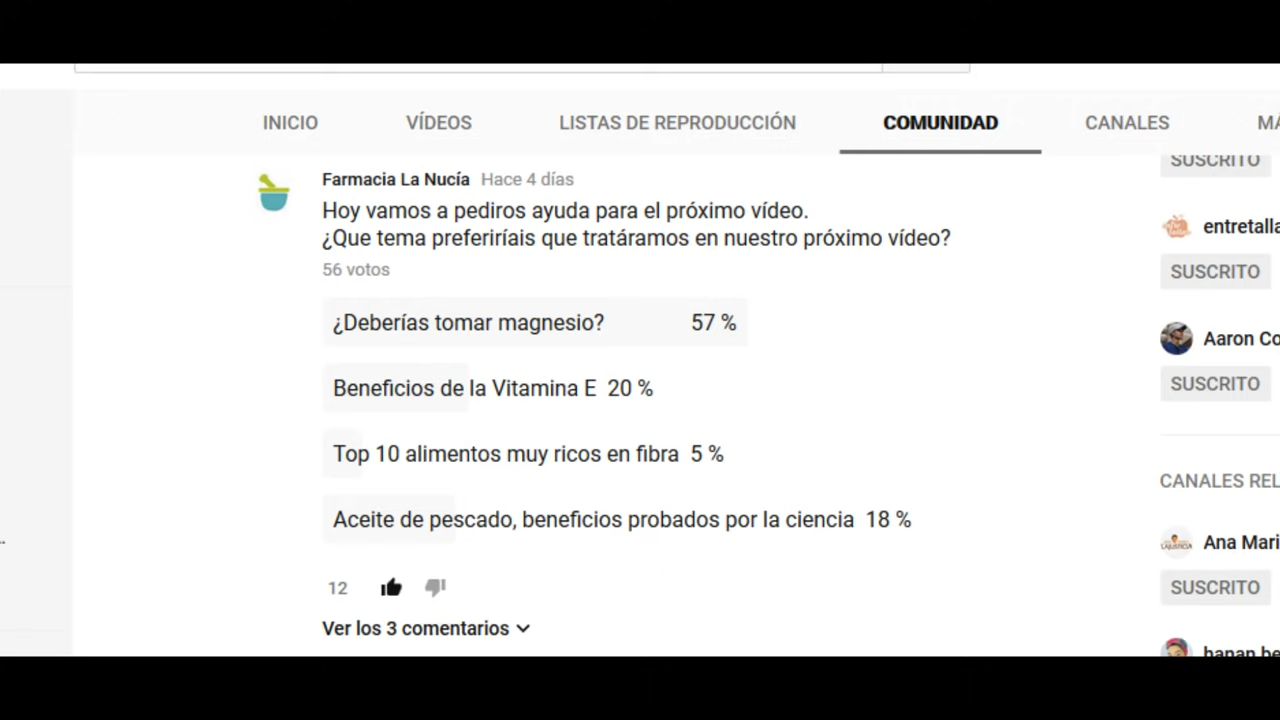 INICIO VÍDEOS LISTAS DE REPRODUCCIÓN COMUNIDAD CANALES
SUSCRITO
Farmacia La Nucía Hace 4 días
Hoy vamos a pediros ayuda para el próximo vídeo.
¿Que tema preferiríais que tratáramos en nuestro próximo vídeo?
56 votos
¿Deberías tomar magnesio? 57 %
Beneficios de la Vitamina E 20 %
Top 10 alimentos muy ricos en fibra 5 %
Aceite de pescado, beneficios probados por la ciencia 18 %
12
Ver los 3 comentarios
entretalla
SUSCRITO
Aaron Co
SUSCRITO
CANALES REL
Ana Mari
SUSCRITO
hanan be